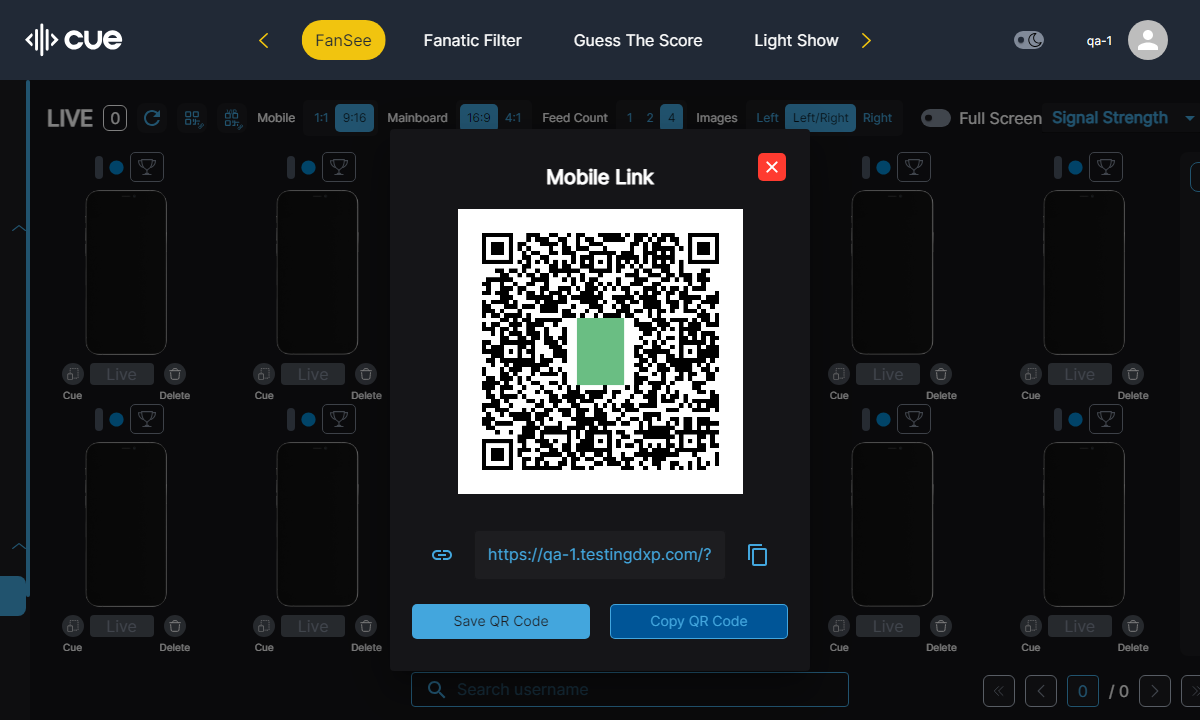 cue
FanSee
Fanatic Filter
Guess The Score
Light Show
qa-1
LIVE 0
Mobile 1:1 9:16
Mainboard 16:9 4:1
Feed Count 1 2 4
Images Left Left/Right Right
Full Screen
Signal Strength
Mobile Link
https://qa-1.testingdxp.com/?
Save QR Code
Copy QR Code
Live Live Live Live
Cue Delete Cue Delete Cue Delete Cue Delete
Live Live Live Live
Cue Delete Cue Delete Cue Delete Cue Delete
Search username
0 / 0